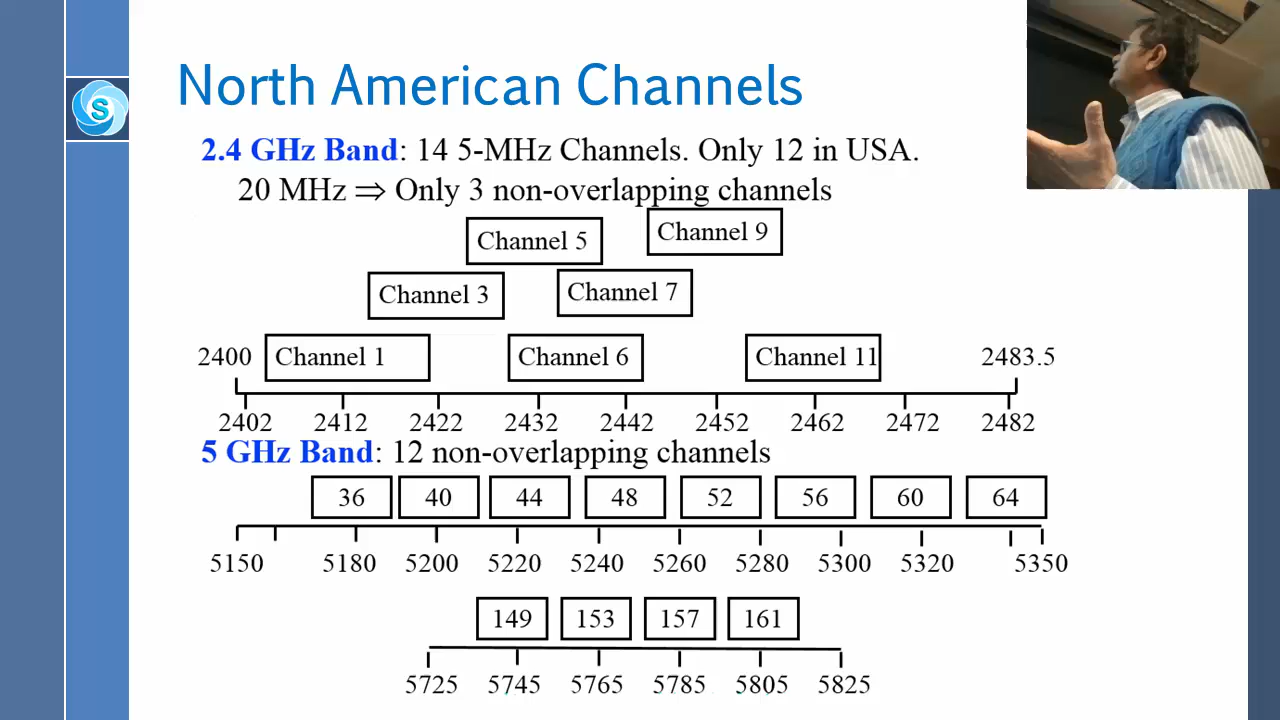 S
North American Channels
2.4 GHz Band: 14 5-MHz Channels. Only 12 in USA.
20 MHz ⇒ Only 3 non-overlapping channels
Channel 5 Channel 9
Channel 3 Channel 7
2400 Channel 1 Channel 6 Channel 11 2483.5
2402 2412 2422 2432 2442 2452 2462 2472 2482
5 GHz Band: 12 non-overlapping channels
36 40 44 48 52 56 60 64
5150 5180 5200 5220 5240 5260 5280 5300 5320 5350
149 153 157 161
5725 5745 5765 5785 5805 5825